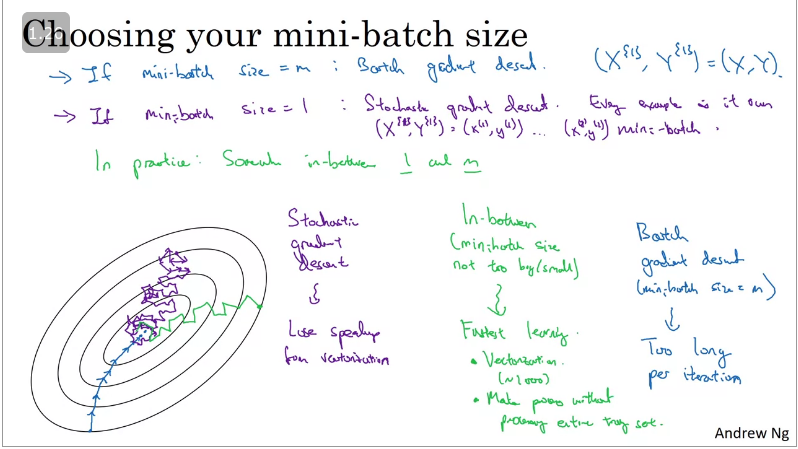 1.26
Choosing your mini-batch size
→ If mini-batch size = m : Batch gradient descent. (X^{1}, Y^{1}) = (X, Y).
→ If mini-batch size = 1 : Stochastic gradient descent. Every example is it own
(X^{1}, Y^{1}) = (x^(1), y^(1)) ... (x^(2), y^(2)) mini-batch.
In practice: Somewhere in-between 1 and m
Stochastic
gradient
descent
Lose speedup
from vectorization
In-between
(mini-batch size
not too big/small)
Fastest learning.
• Vectorization.
(~1000)
• Make progress without
processing entire training set.
Batch
gradient descent
(mini-batch size = m)
Too long
per iteration
Andrew Ng